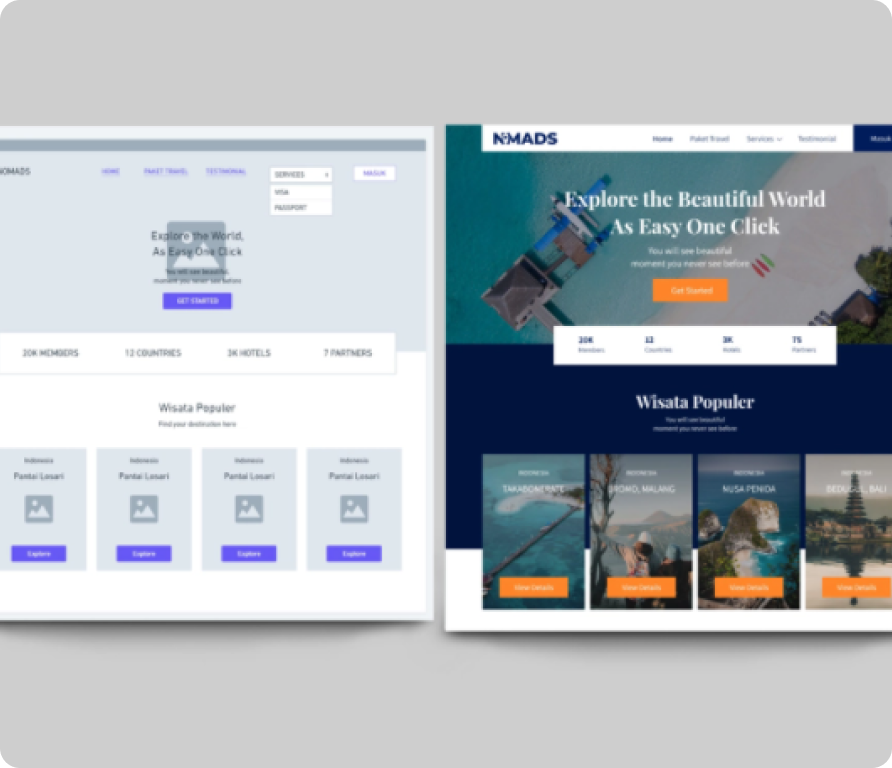 NOMADS
HOME
PAKET TRAVEL
TESTIMONIAL
SERVICES
MASUK
VISA
PASSPORT
Explore the World,
As Easy One Click
You will see beautiful,
moment you never see before
GET STARTED
20K MEMBERS
12 COUNTRIES
3K HOTELS
7 PARTNERS
Wisata Populer
Find your destination here
Indonesia
Pantai Losari
Explore
Indonesia
Pantai Losari
Explore
Indonesia
Pantai Losari
Explore
Indonesia
Pantai Losari
Explore
NOMADS
Home
Paket Travel
Services
Testimonial
Masuk
Explore the Beautiful World
As Easy One Click
You will see beautiful
moment you never see before
Get Started
20K
Members
12
Countries
3K
Hotels
75
Partners
Wisata Populer
You will see beautiful
moment you never see before
INDONESIA
TAKABONERATE
View Details
INDONESIA
BROMO, MALANG
View Details
INDONESIA
NUSA PENIDA
View Details
INDONESIA
BEDUGUL, BALI
View Details